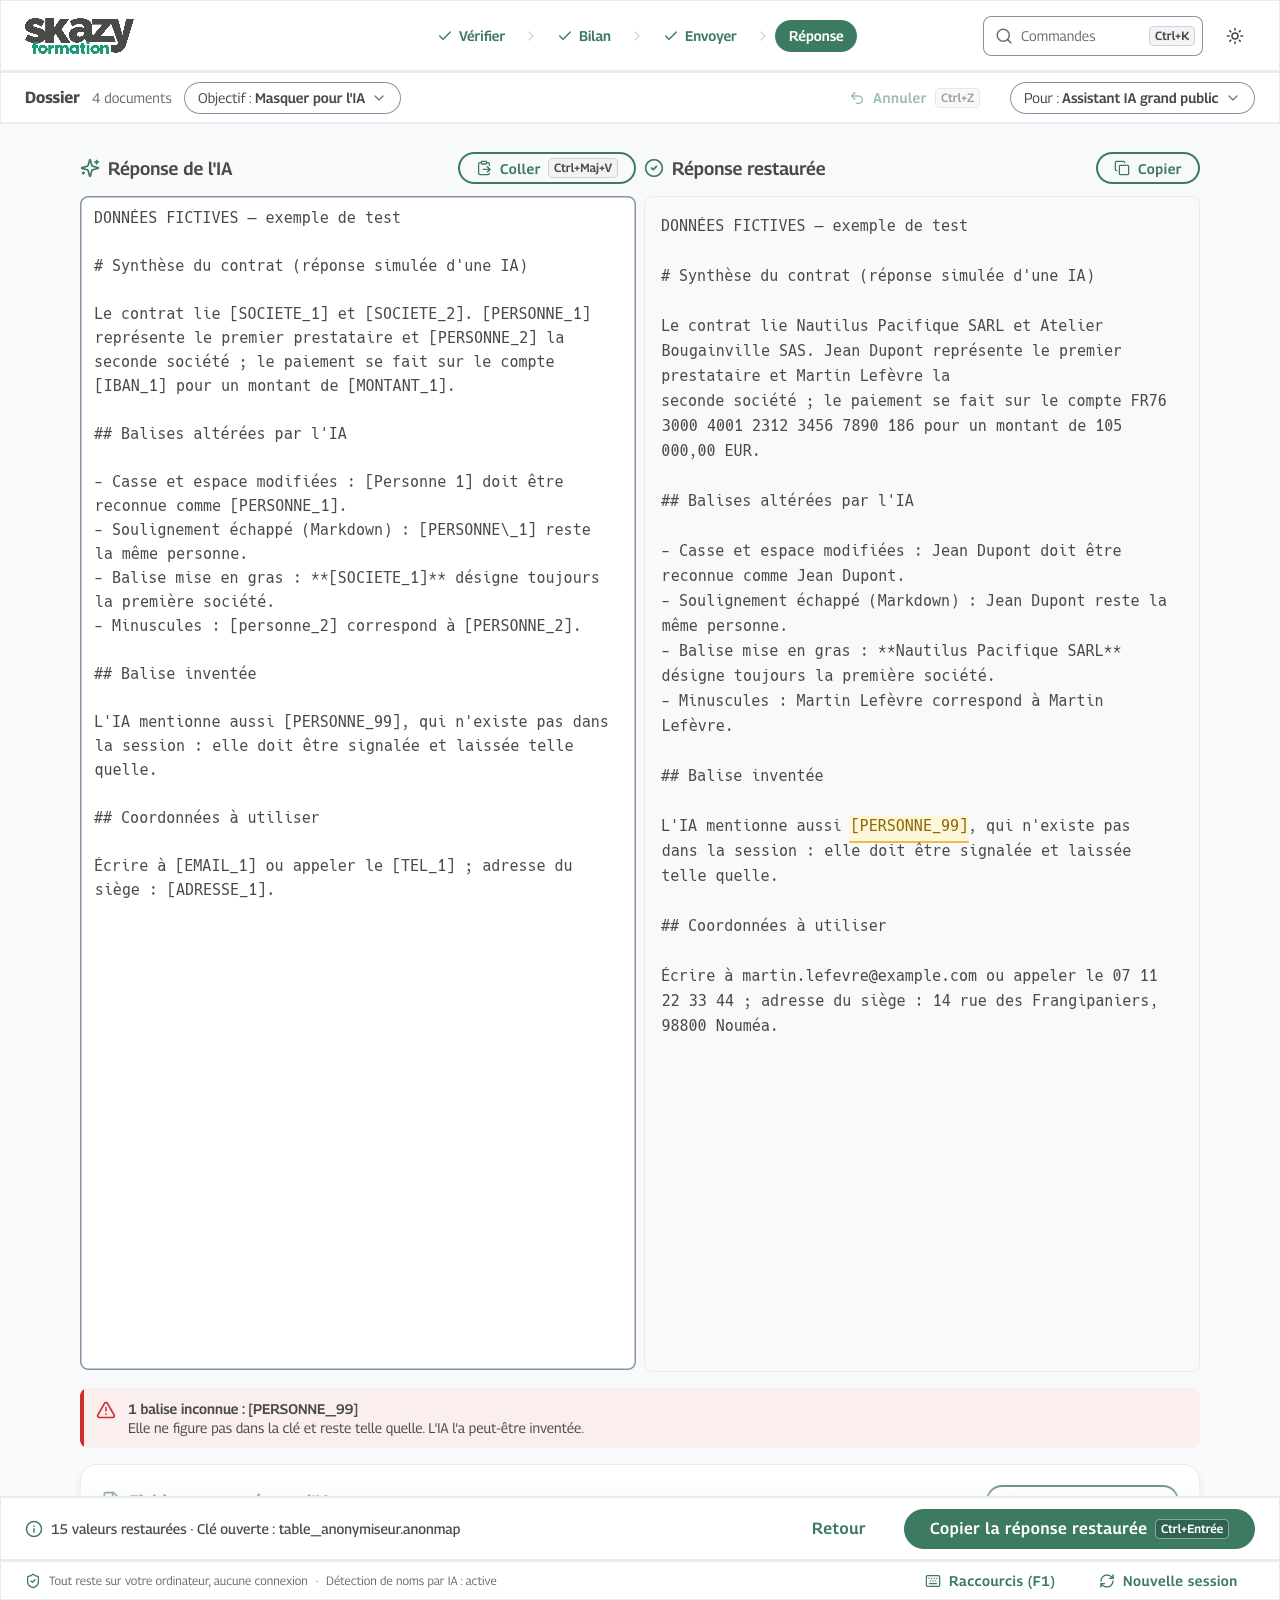 skazy
formation
Vérifier
Bilan
Envoyer
Réponse
Commandes Ctrl+K
Dossier 4 documents
Objectif : Masquer pour l'IA
Annuler Ctrl+Z
Pour : Assistant IA grand public
Réponse de l'IA
Coller Ctrl+Maj+V
DONNÉES FICTIVES — exemple de test
# Synthèse du contrat (réponse simulée d'une IA)
Le contrat lie [SOCIETE_1] et [SOCIETE_2]. [PERSONNE_1]
représente le premier prestataire et [PERSONNE_2] la
seconde société ; le paiement se fait sur le compte
[IBAN_1] pour un montant de [MONTANT_1].
## Balises altérées par l'IA
- Casse et espace modifiées : [Personne 1] doit être
reconnue comme [PERSONNE_1].
- Soulignement échappé (Markdown) : [PERSONNE\_1] reste
la même personne.
- Balise mise en gras : **[SOCIETE_1]** désigne toujours
la première société.
- Minuscules : [personne_2] correspond à [PERSONNE_2].
## Balise inventée
L'IA mentionne aussi [PERSONNE_99], qui n'existe pas dans
la session : elle doit être signalée et laissée telle
quelle.
## Coordonnées à utiliser
Écrire à [EMAIL_1] ou appeler le [TEL_1] ; adresse du
siège : [ADRESSE_1].
Réponse restaurée
Copier
DONNÉES FICTIVES — exemple de test
# Synthèse du contrat (réponse simulée d'une IA)
Le contrat lie Nautilus Pacifique SARL et Atelier
Bougainville SAS. Jean Dupont représente le premier
prestataire et Martin Lefèvre la
seconde société ; le paiement se fait sur le compte FR76
3000 4001 2312 3456 7890 186 pour un montant de 105
000,00 EUR.
## Balises altérées par l'IA
- Casse et espace modifiées : Jean Dupont doit être
reconnue comme Jean Dupont.
- Soulignement échappé (Markdown) : Jean Dupont reste la
même personne.
- Balise mise en gras : **Nautilus Pacifique SARL**
désigne toujours la première société.
- Minuscules : Martin Lefèvre correspond à Martin
Lefèvre.
## Balise inventée
L'IA mentionne aussi [PERSONNE_99], qui n'existe pas
dans la session : elle doit être signalée et laissée
telle quelle.
## Coordonnées à utiliser
Écrire à martin.lefevre@example.com ou appeler le 07 11
22 33 44 ; adresse du siège : 14 rue des Frangipaniers,
98800 Nouméa.
1 balise inconnue : [PERSONNE_99]
Elle ne figure pas dans la clé et reste telle quelle. L'IA l'a peut-être inventée.
15 valeurs restaurées · Clé ouverte : table_anonymiseur.anonmap
Retour
Copier la réponse restaurée Ctrl+Entrée
Tout reste sur votre ordinateur, aucune connexion · Détection de noms par IA : active
Raccourcis (F1)
Nouvelle session